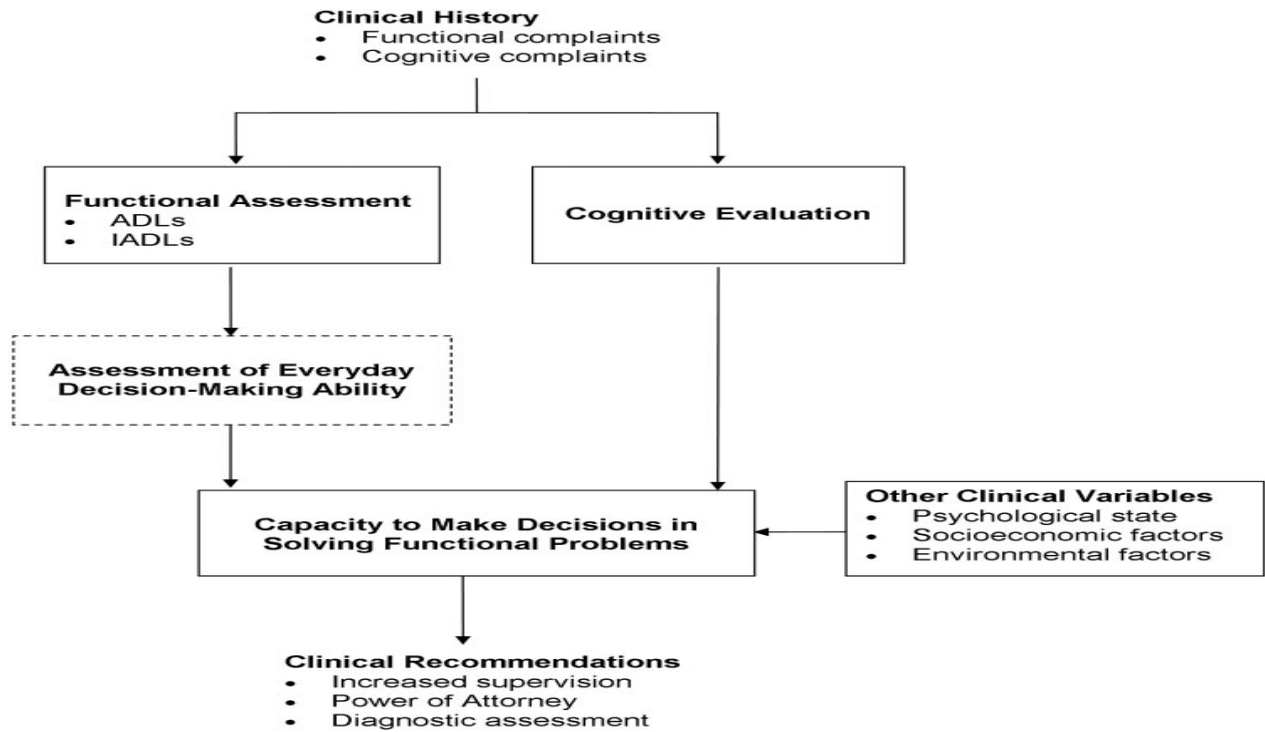 Clinical History
• Functional complaints
• Cognitive complaints
Functional Assessment
• ADLs
• IADLs
Cognitive Evaluation
Assessment of Everyday
Decision-Making Ability
Capacity to Make Decisions in
Solving Functional Problems
Other Clinical Variables
• Psychological state
• Socioeconomic factors
• Environmental factors
Clinical Recommendations
• Increased supervision
• Power of Attorney
• Diagnostic assessment